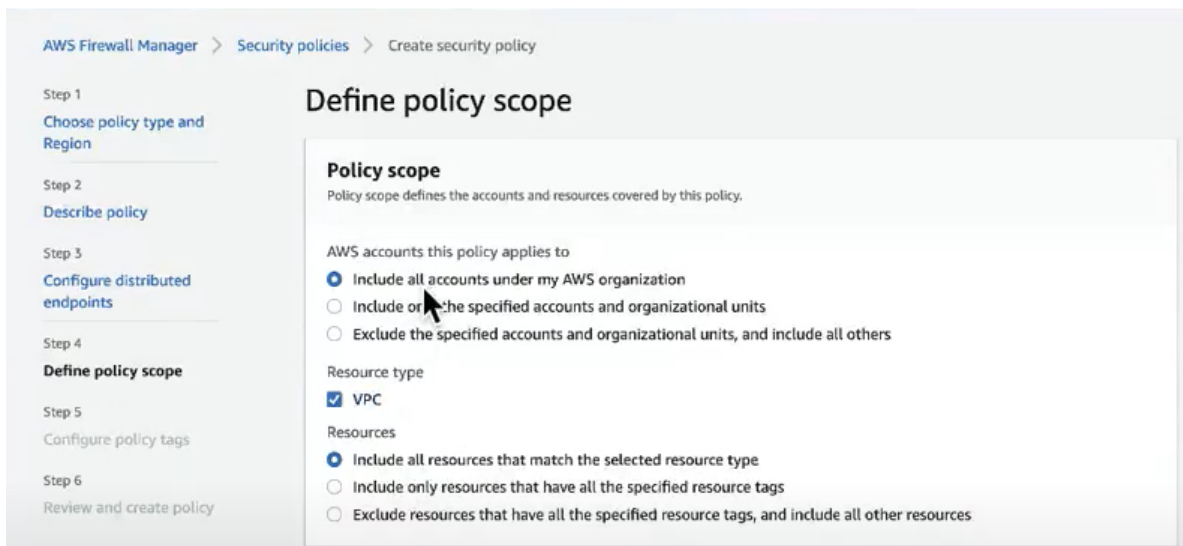 AWS Firewall Manager > Security policies > Create security policy
Step 1
Choose policy type and
Region
Step 2
Describe policy
Step 3
Configure distributed
endpoints
Step 4
Define policy scope
Step 5
Configure policy tags
Step 6
Review and create policy
Define policy scope
Policy scope
Policy scope defines the accounts and resources covered by this policy.
AWS accounts this policy applies to
Include all accounts under my AWS organization
Include the specified accounts and organizational units
Exclude the specified accounts and organizational units, and include all others
Resource type
VPC
Resources
Include all resources that match the selected resource type
Include only resources that have all the specified resource tags
Exclude resources that have all the specified resource tags, and include all other resources